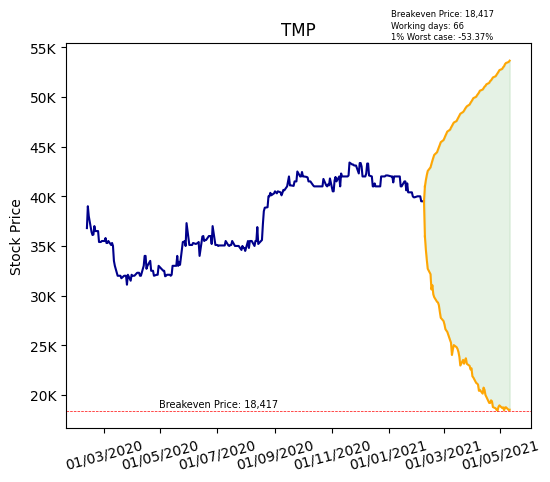 Breakeven Price: 18,417
Working days: 66
1% Worst case: -53.37%
TMP
Stock Price
55K
50K
45K
40K
35K
30K
25K
20K
Breakeven Price: 18,417
01/03/2020
01/05/2020
01/07/2020
01/09/2020
01/11/2020
01/01/2021
01/03/2021
01/05/2021